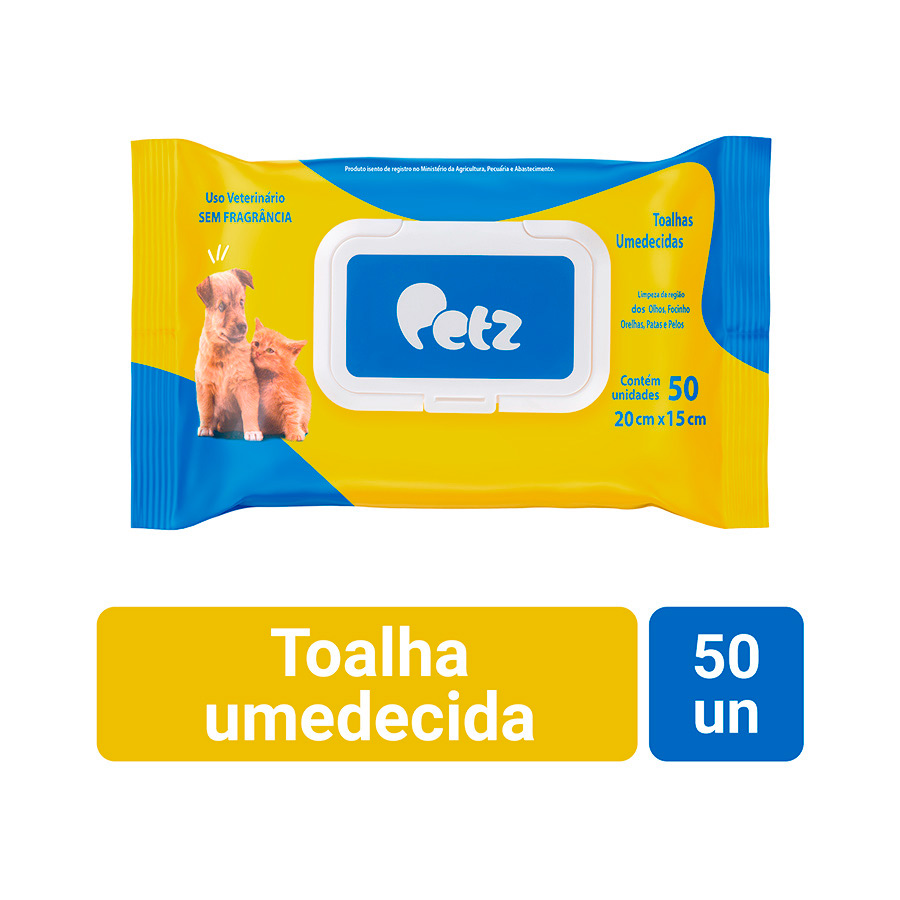 Produto isento de registro no Ministério da Agricultura, Pecuária e Abastecimento.
Uso Veterinário
SEM FRAGRÂNCIA
Toalhas
Umedecidas
Petz
Limpeza da região
dos Olhos, Focinho
Orelhas, Patas e Pelos
Contém
unidades 50
20 cm x 15 cm
Toalha
umedecida
50
un